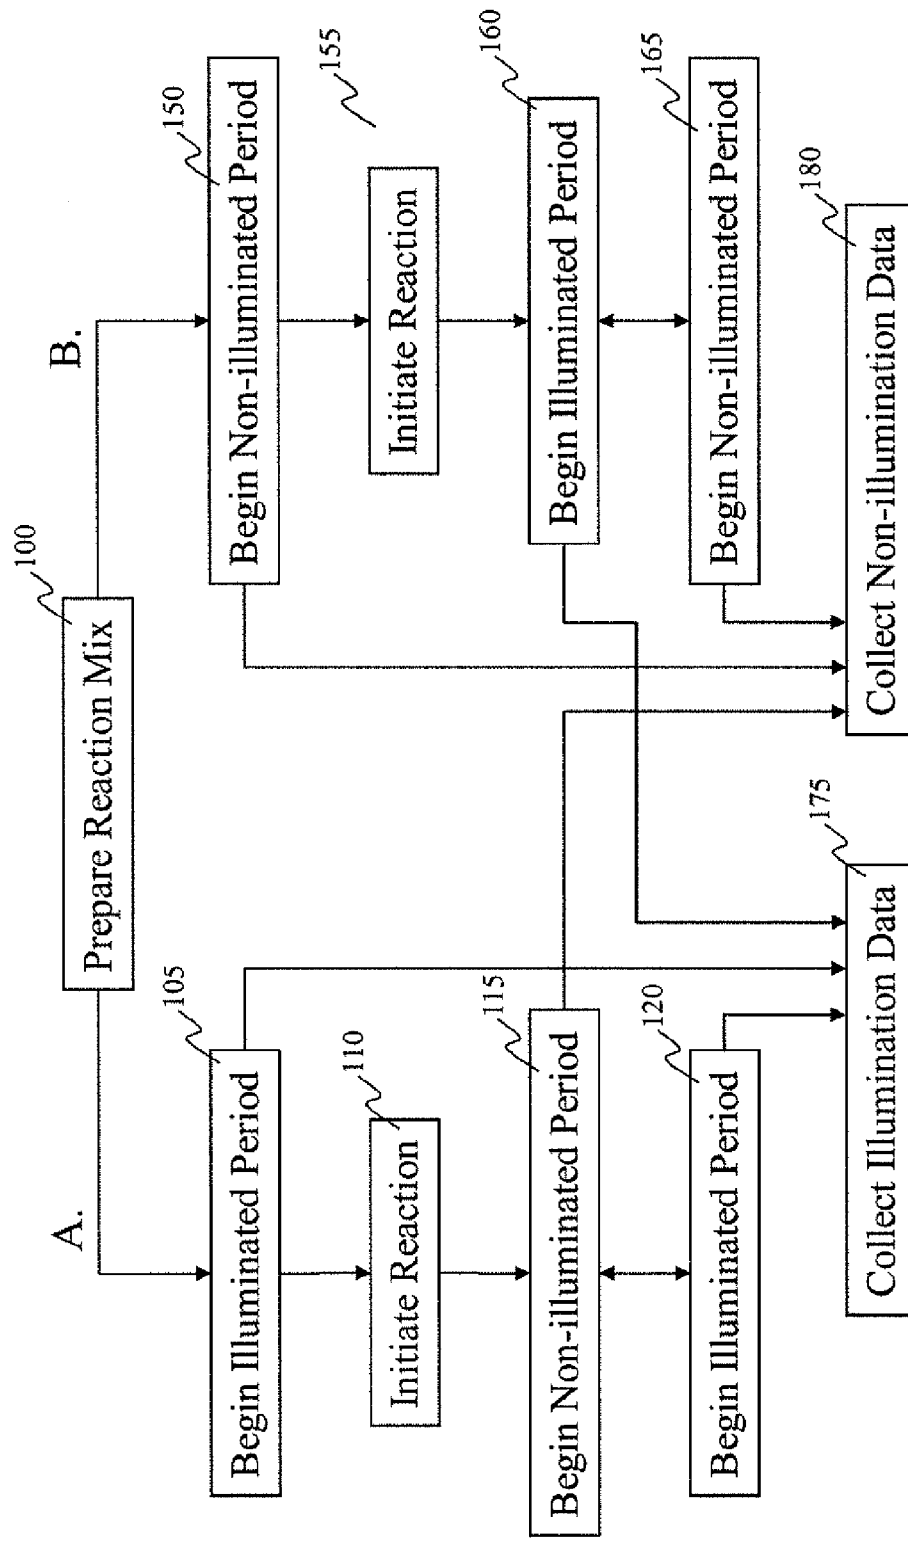 100
Prepare Reaction Mix
A.
B.
105
Begin Illuminated Period
150
Begin Non-illuminated Period
110
Initiate Reaction
155
Initiate Reaction
115
Begin Non-illuminated Period
160
Begin Illuminated Period
120
Begin Illuminated Period
165
Begin Non-illuminated Period
175
Collect Illumination Data
180
Collect Non-illumination Data